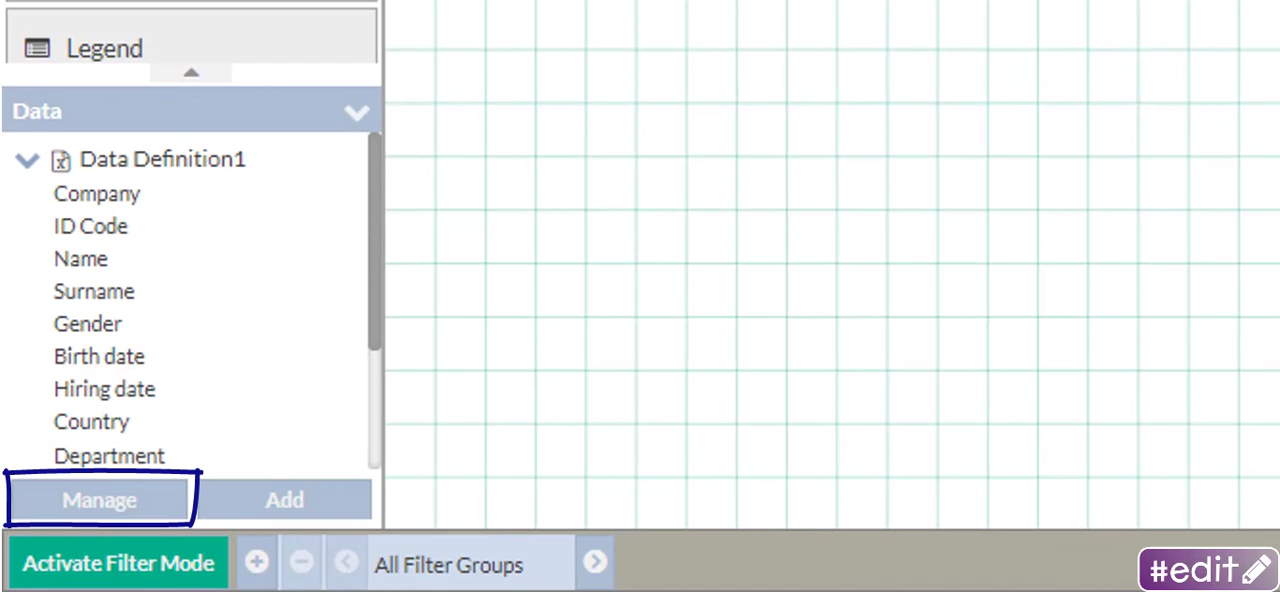 Legend
Data
Data Definition1
Company
ID Code
Name
Surname
Gender
Birth date
Hiring date
Country
Department
Manage
Add
Activate Filter Mode
All Filter Groups
#edit